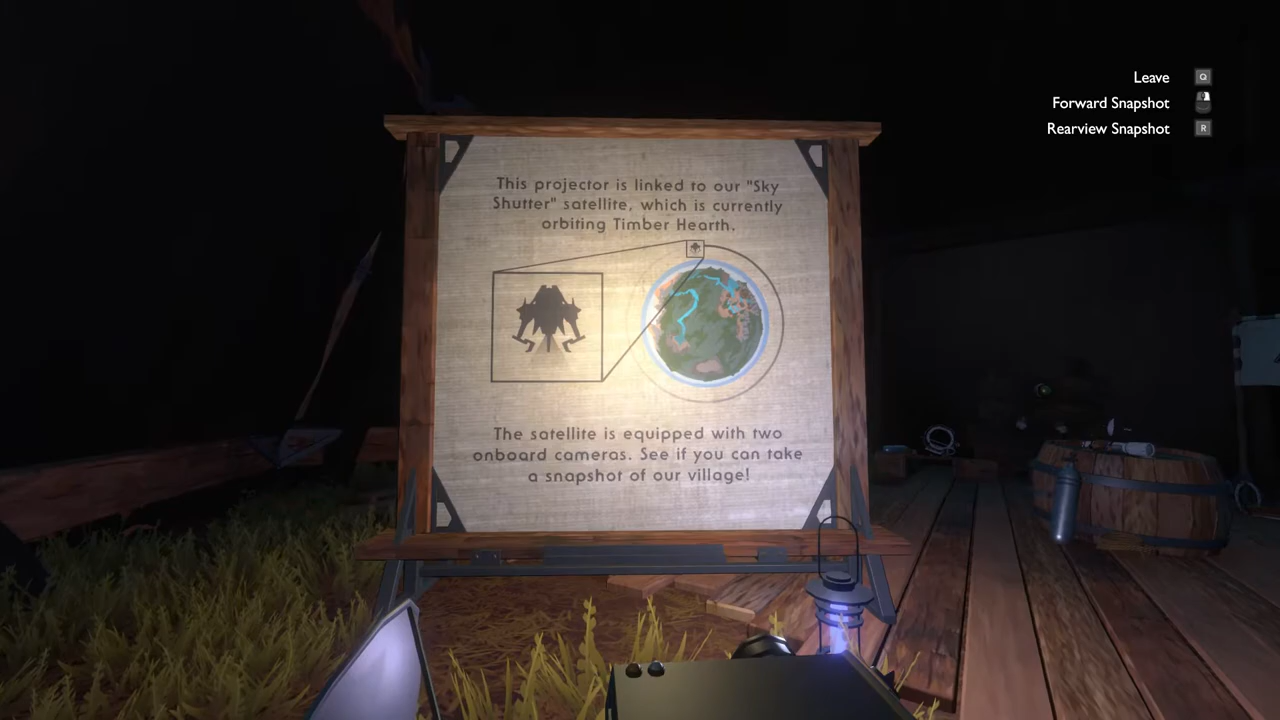 Leave Q
Forward Snapshot
Rearview Snapshot R
This projector is linked to our "Sky
Shutter" satellite, which is currently
orbiting Timber Hearth.
The satellite is equipped with two
onboard cameras. See if you can take
a snapshot of our village!